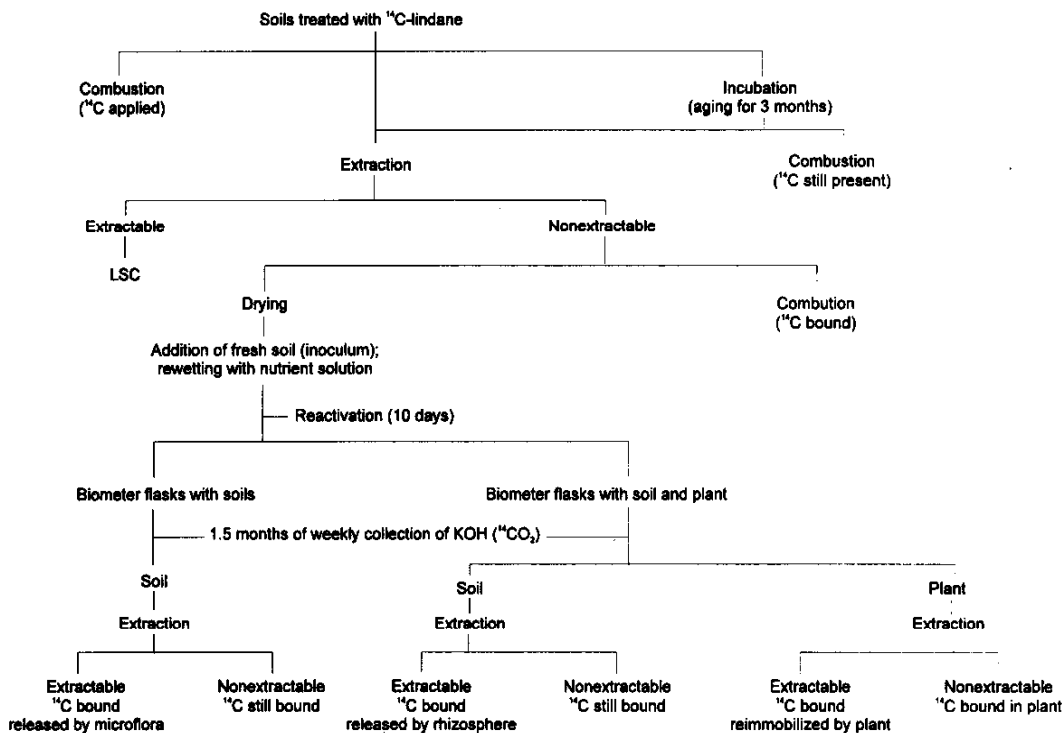 Soils treated with ¹⁴C-lindane
Combustion
(¹⁴C applied)
Incubation
(aging for 3 months)
Extraction
Combustion
(¹⁴C still present)
Extractable
Nonextractable
LSC
Drying
Combution
(¹⁴C bound)
Addition of fresh soil (inoculum);
rewetting with nutrient solution
Reactivation (10 days)
Biometer flasks with soils
Biometer flasks with soil and plant
1.5 months of weekly collection of KOH (¹⁴CO₂)
Soil
Soil
Plant
Extraction
Extraction
Extraction
Extractable
¹⁴C bound
released by microflora
Nonextractable
¹⁴C still bound
Extractable
¹⁴C bound
released by rhizosphere
Nonextractable
¹⁴C still bound
Extractable
¹⁴C bound
reimmobilized by plant
Nonextractable
¹⁴C bound in plant